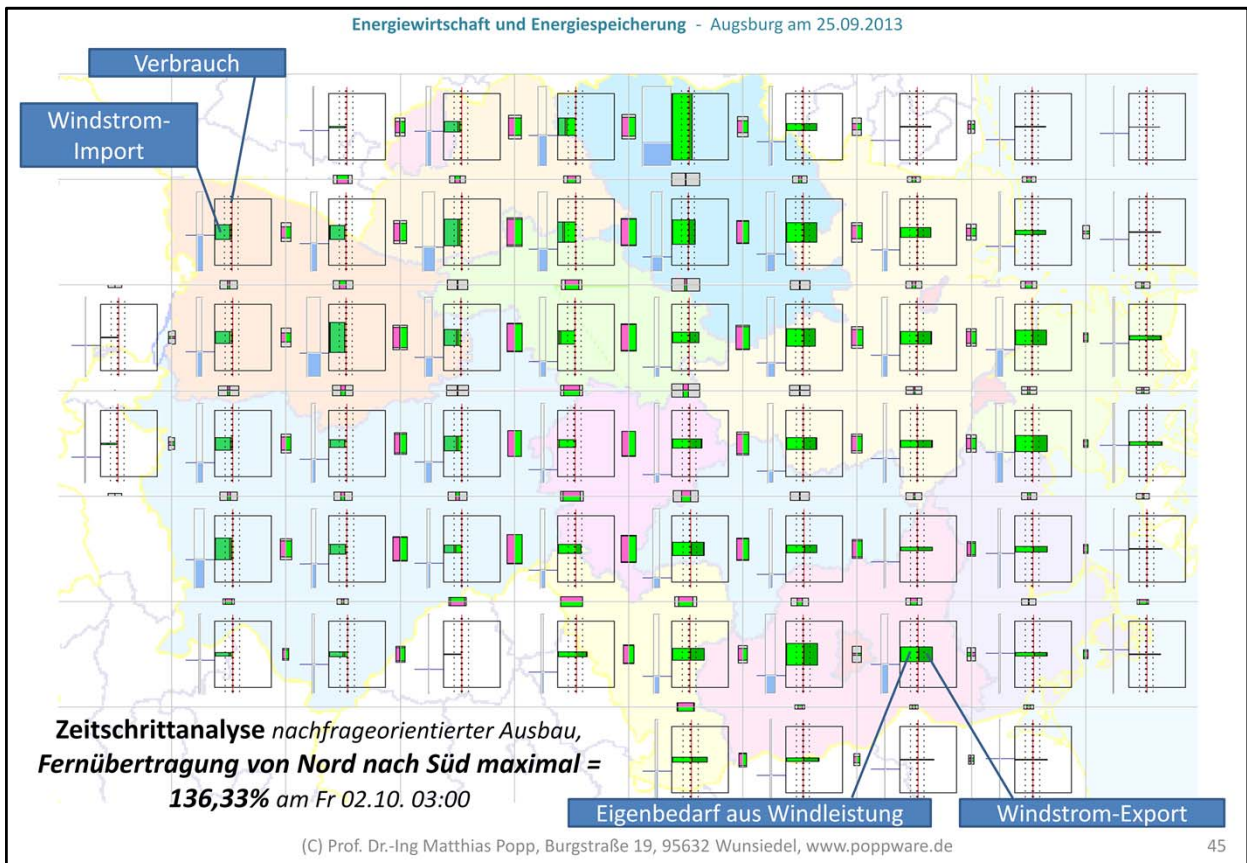 Energiewirtschaft und Energiespeicherung - Augsburg am 25.09.2013
Verbrauch
Windstrom-
Import
Zeitschrittanalyse nachfrageorientierter Ausbau,
Fernübertragung von Nord nach Süd maximal =
136,33% am Fr 02.10. 03:00
Eigenbedarf aus Windleistung
Windstrom-Export
(C) Prof. Dr.-Ing Matthias Popp, Burgstraße 19, 95632 Wunsiedel, www.poppware.de
45